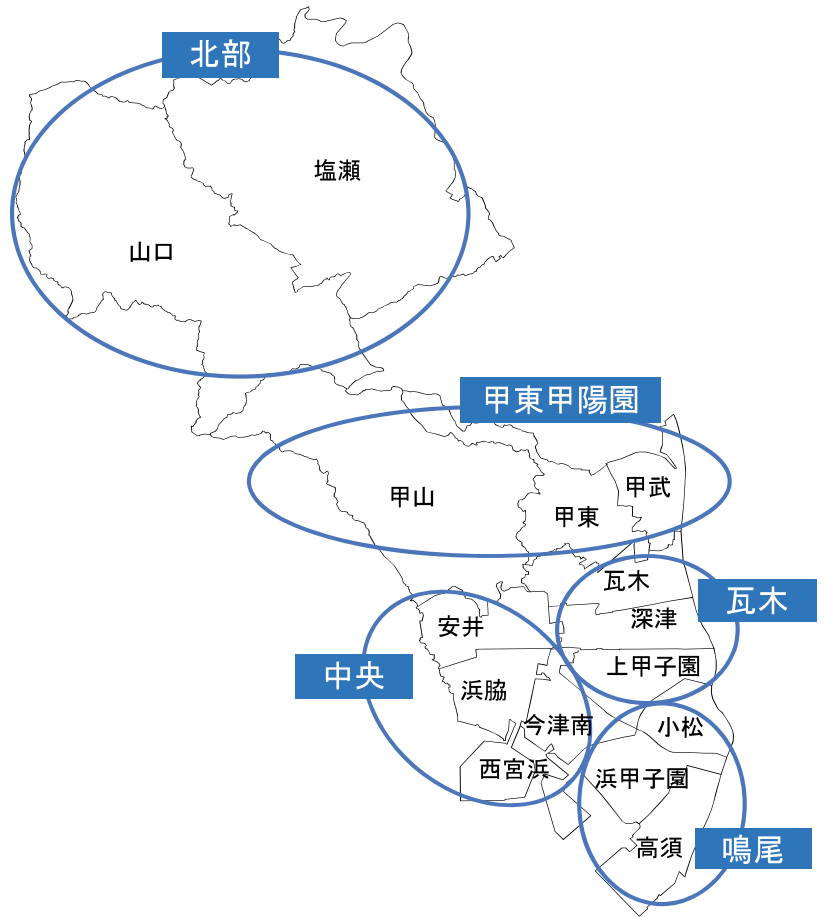 北部
塩瀬
山口
甲東甲陽園
甲武
甲山
甲東
瓦木
瓦木
深津
安井
上甲子園
中央
浜脇
今津南
小松
西宮浜
浜甲子園
高須
鳴尾